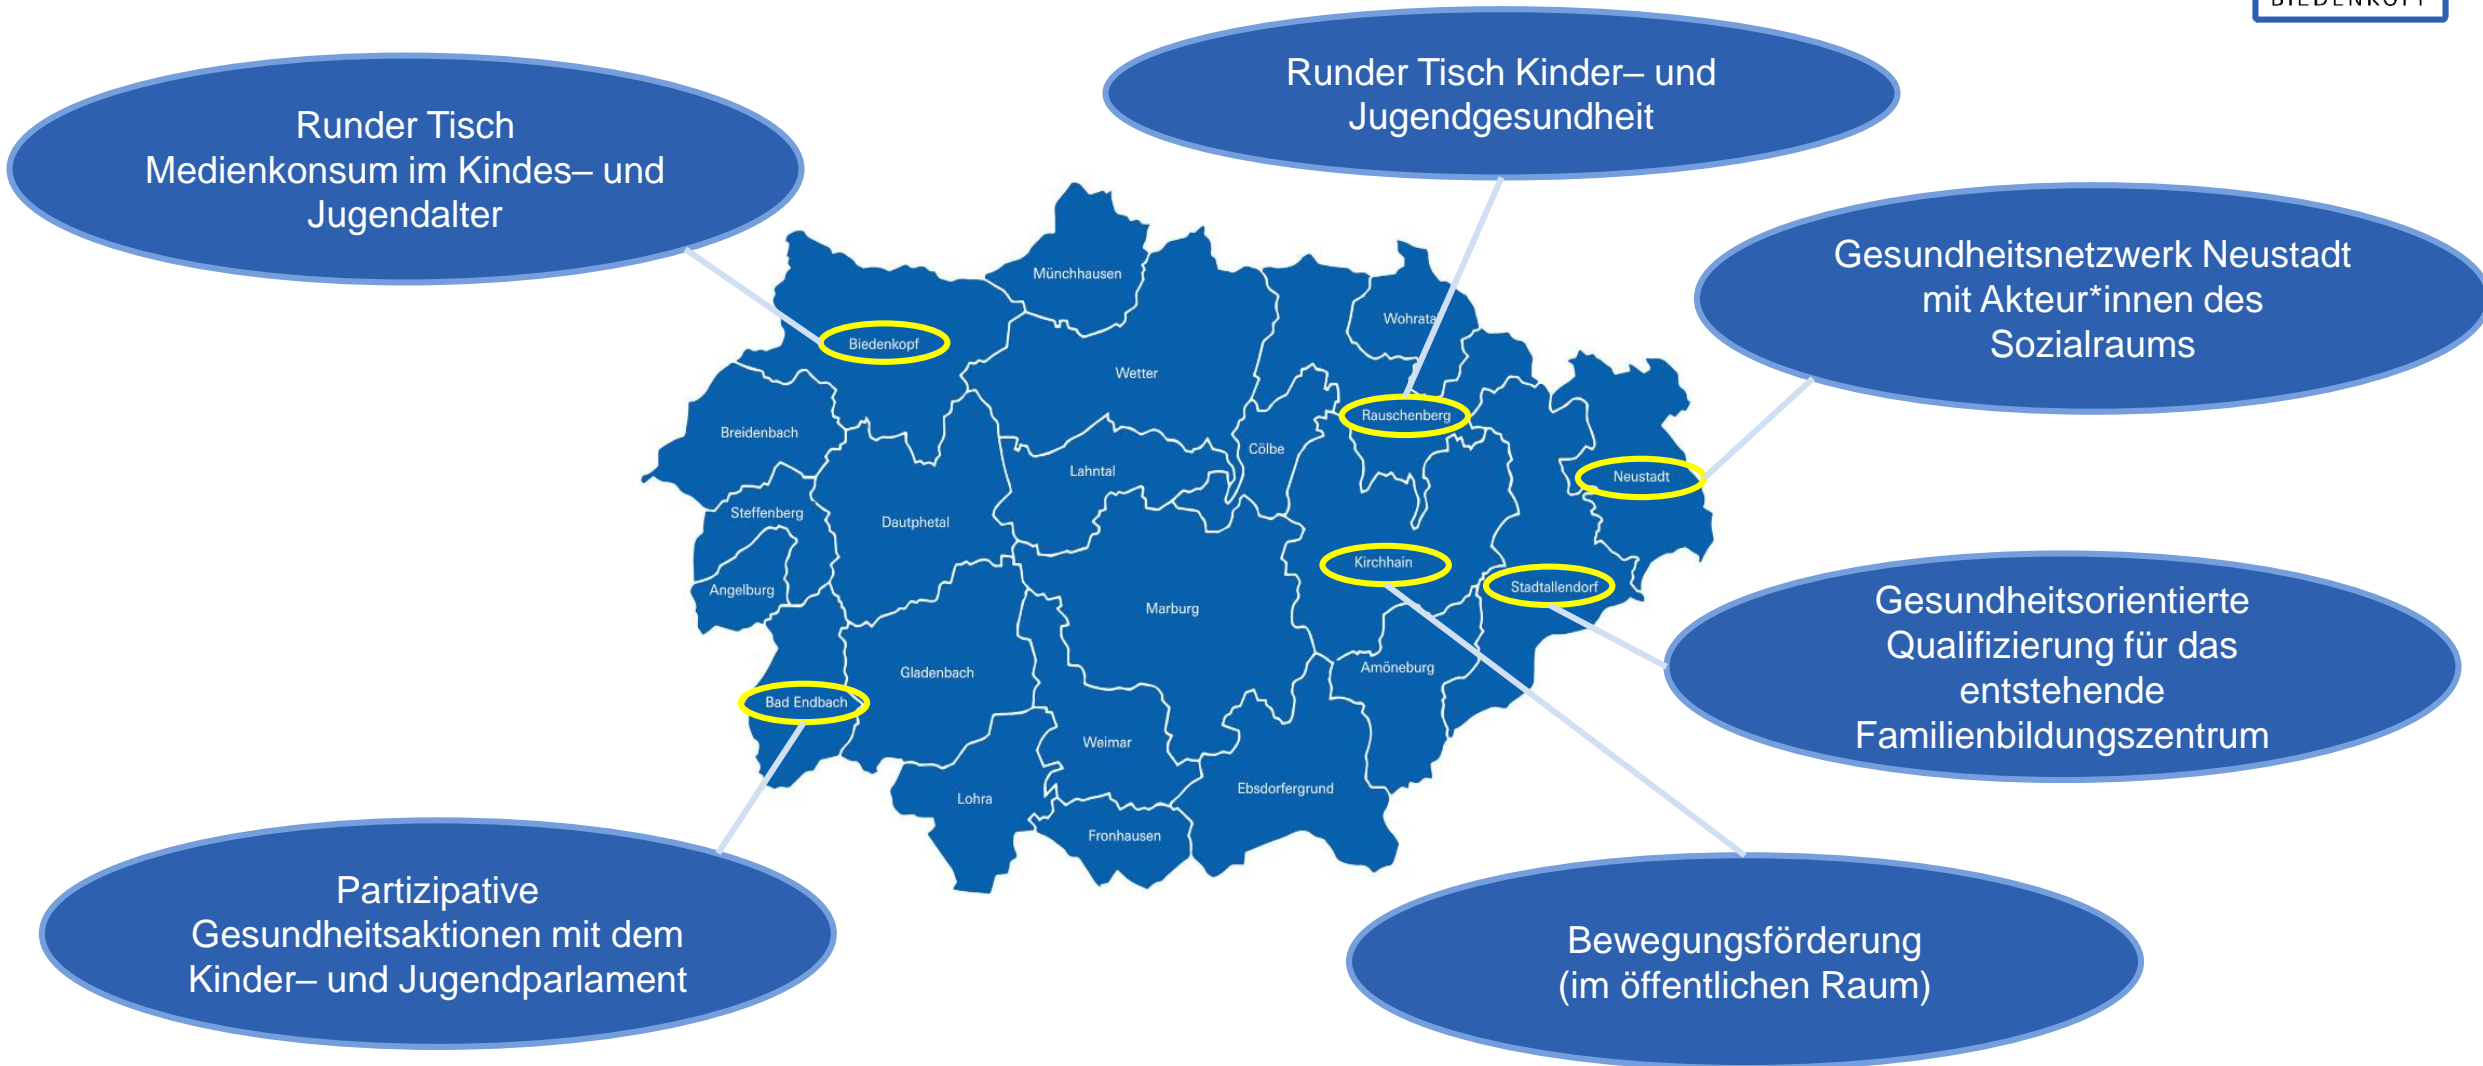 BIEDENKOPF
Runder Tisch Kinder– und
Jugendgesundheit
Runder Tisch
Medienkonsum im Kindes– und
Jugendalter
Gesundheitsnetzwerk Neustadt
mit Akteur*innen des
Sozialraums
Münchhausen
Wohratal
Biedenkopf
Wetter
Rauschenberg
Breidenbach
Cölbe
Lahntal
Neustadt
Steffenberg
Dautphetal
Kirchhain
Stadtallendorf
Angelburg
Marburg
Amöneburg
Gladenbach
Bad Endbach
Weimar
Ebsdorfergrund
Lohra
Fronhausen
Gesundheitsorientierte
Qualifizierung für das
entstehende
Familienbildungszentrum
Partizipative
Gesundheitsaktionen mit dem
Kinder– und Jugendparlament
Bewegungsförderung
(im öffentlichen Raum)